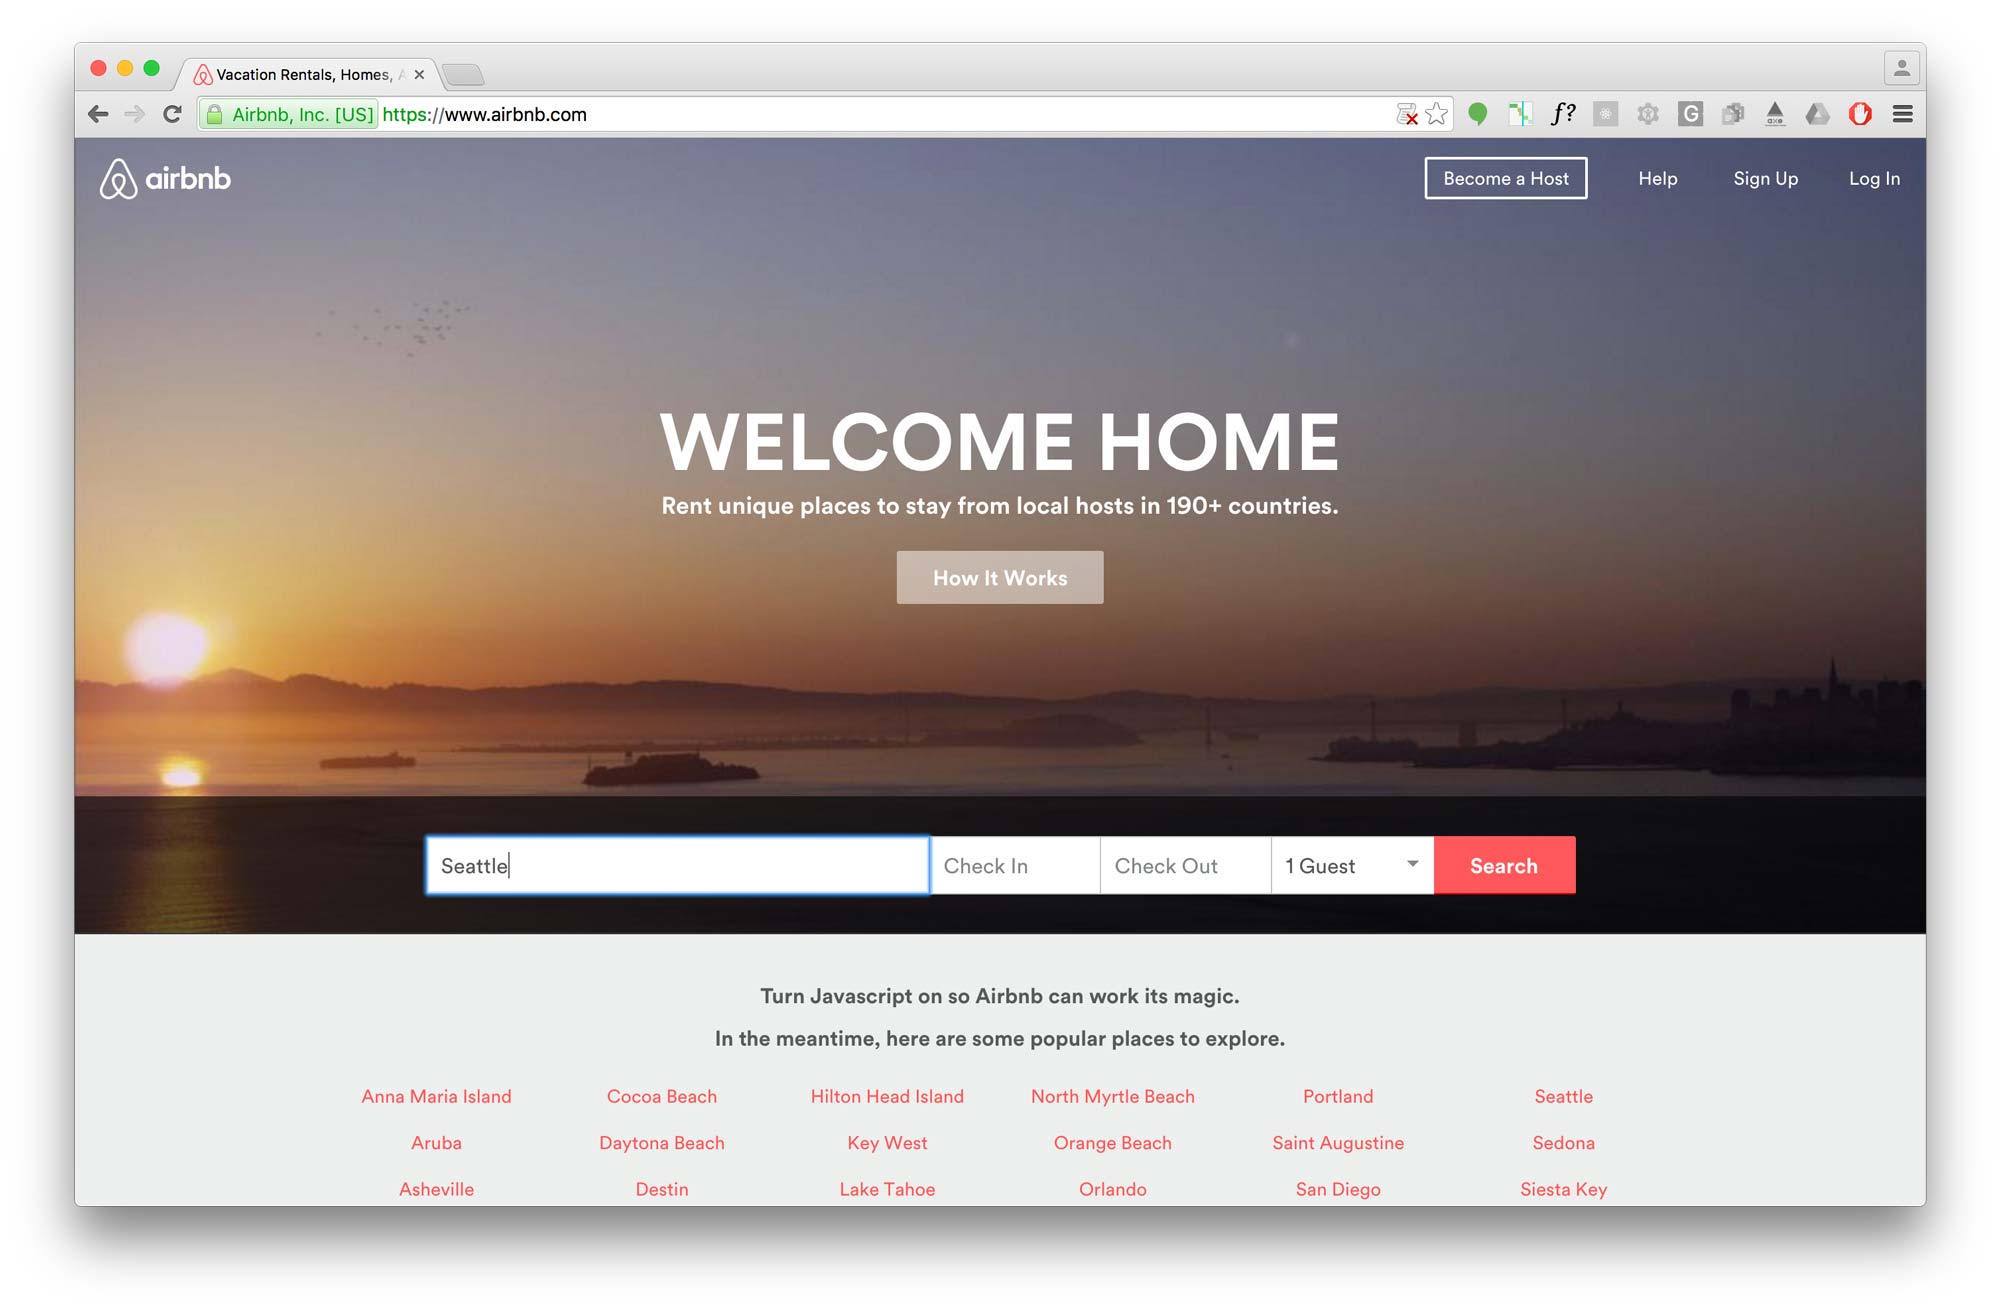 Vacation Rentals, Homes, A
Airbnb, Inc. [US] https://www.airbnb.com
f?
G
axe
airbnb
Become a Host
Help
Sign Up
Log In
WELCOME HOME
Rent unique places to stay from local hosts in 190+ countries.
How It Works
Seattle
Check In
Check Out
1 Guest
Search
Turn Javascript on so Airbnb can work its magic.
In the meantime, here are some popular places to explore.
Anna Maria Island Cocoa Beach Hilton Head Island North Myrtle Beach Portland Seattle
Aruba Daytona Beach Key West Orange Beach Saint Augustine Sedona
Asheville Destin Lake Tahoe Orlando San Diego Siesta Key